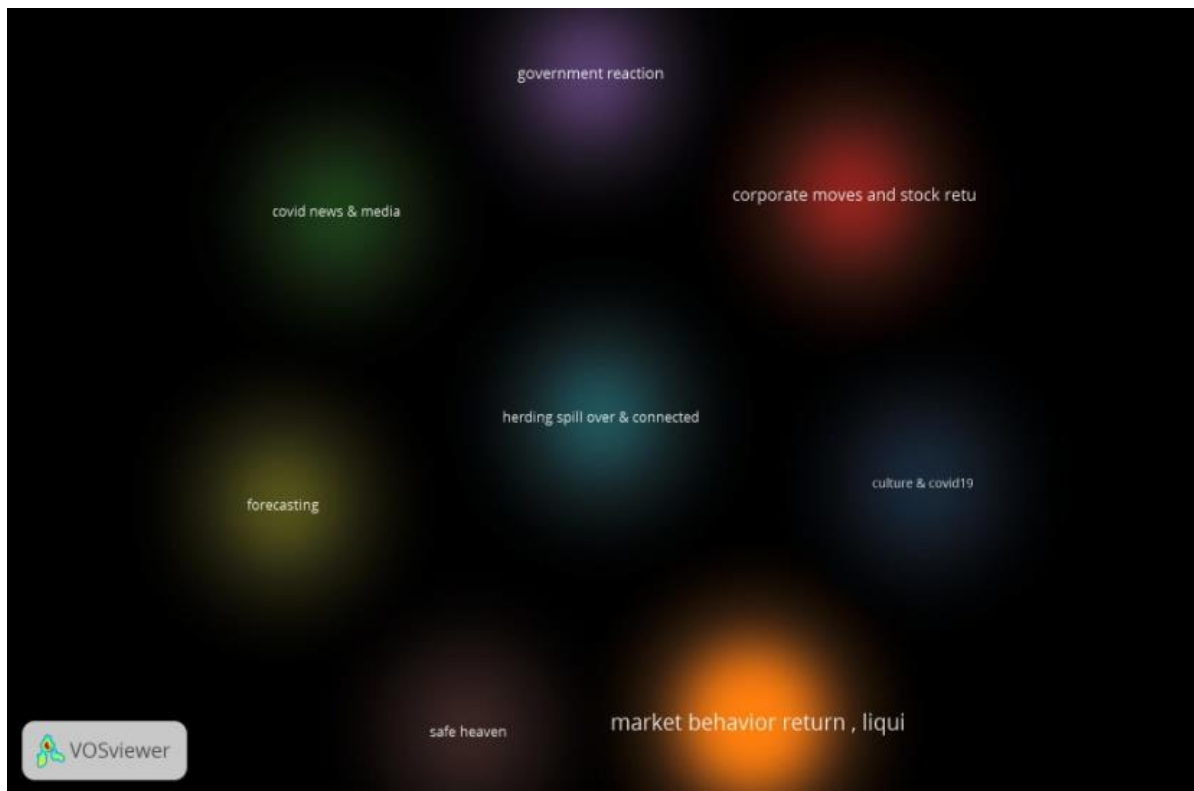 government reaction
corporate moves and stock retu
covid news & media
herding spill over & connected
culture & covid19
forecasting
market behavior return , liqui
safe heaven
VOSviewer